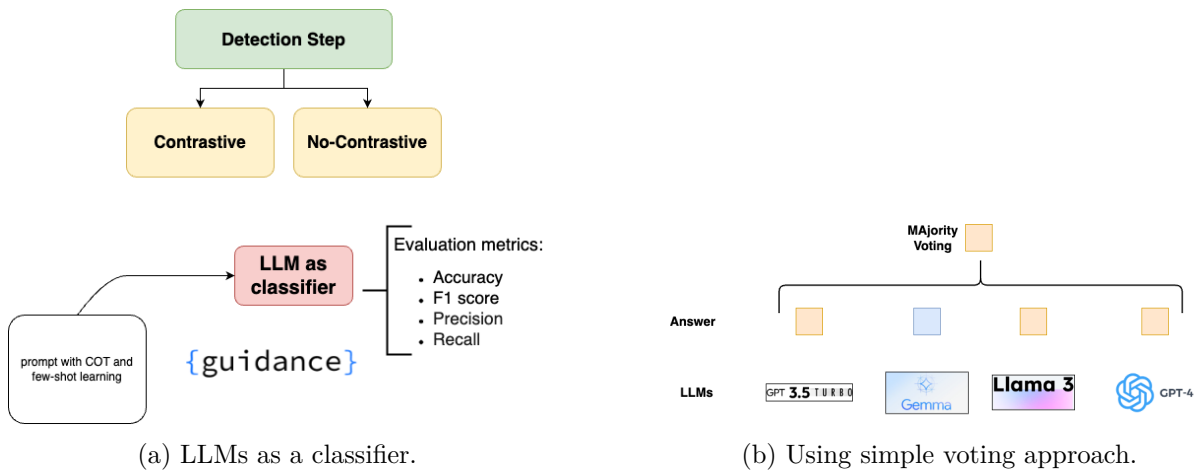 Detection Step
Contrastive
No-Contrastive
LLM as
classifier
Evaluation metrics:
• Accuracy
• F1 score
• Precision
• Recall
prompt with COT and
few-shot learning
{guidance}
(a) LLMs as a classifier.
MAjority
Voting
Answer
LLMs
GPT 3.5 TURBO
Gemma
Llama 3
GPT-4
(b) Using simple voting approach.